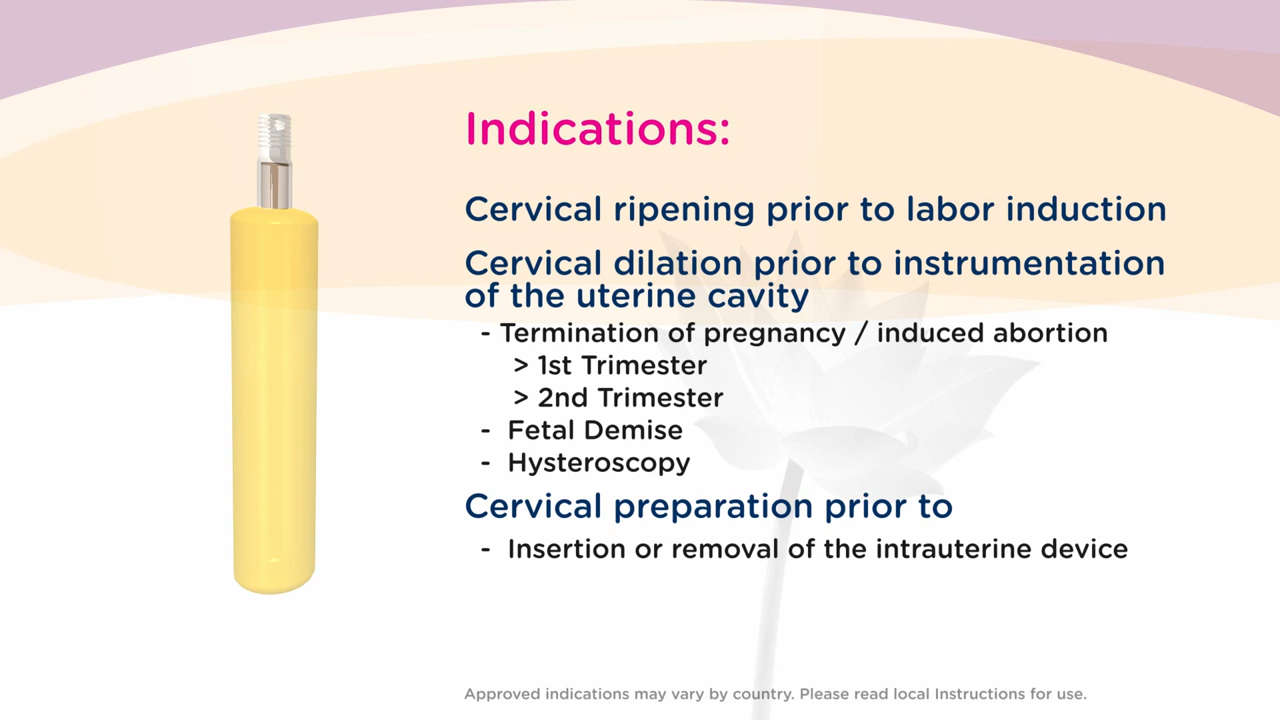 Indications:
Cervical ripening prior to labor induction
Cervical dilation prior to instrumentation
of the uterine cavity
- Termination of pregnancy / induced abortion
> 1st Trimester
> 2nd Trimester
- Fetal Demise
- Hysteroscopy
Cervical preparation prior to
- Insertion or removal of the intrauterine device
Approved indications may vary by country. Please read local Instructions for use.